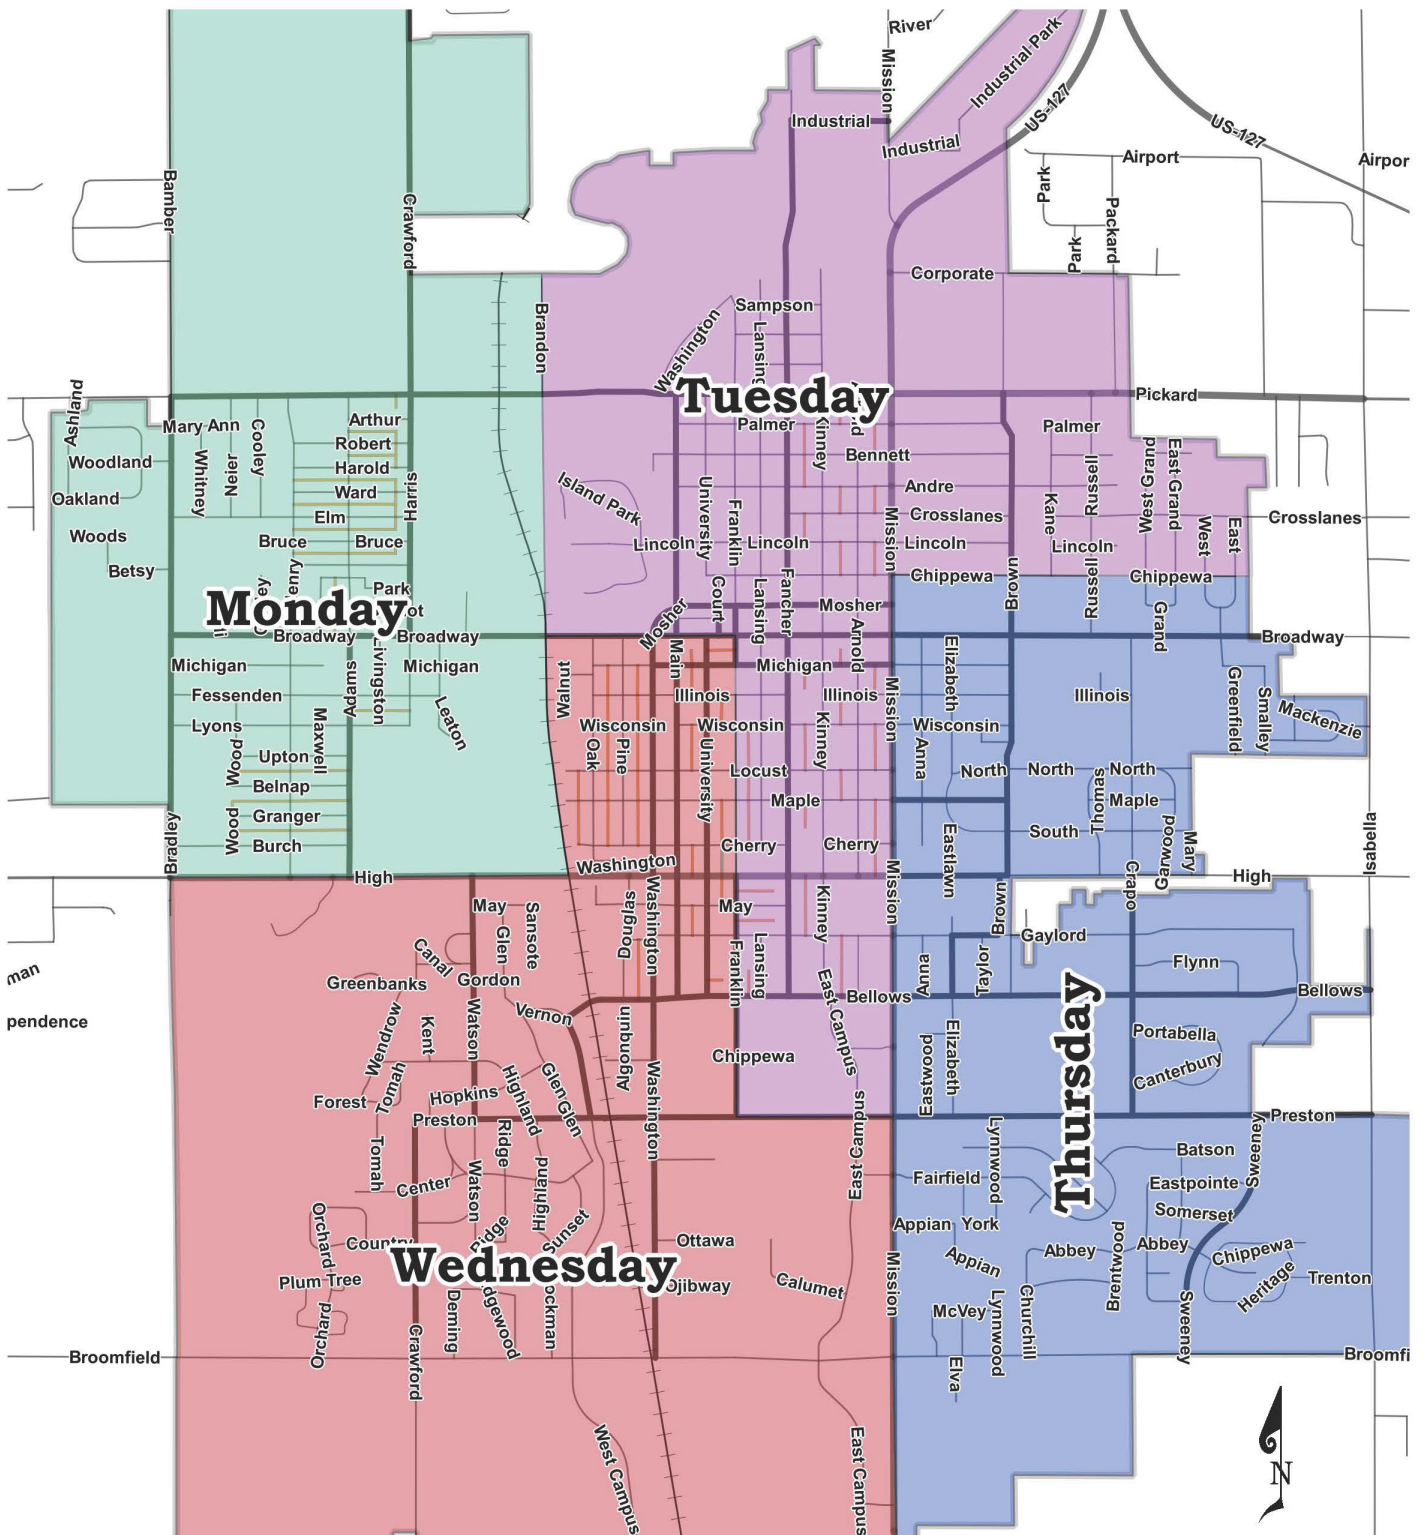 River
Industrial Park
Mission
US-127
US-127
Industrial
Industrial
Airport
Airpor
Park
Packard
Park
Bamber
Crawford
Corporate
Brandon
Sampson
Washington
Lansing
Tuesday
Pickard
Ashland
Mary Ann
Arthur
Palmer
Kinney
Palmer
Cooley
Robert
Bennett
Woodland
Whitney
Neier
Harold
Russell
West Grand
East Grand
Oakland
Ward
Harris
Island Park
University
Franklin
Andre
Kane
Elm
Mission
Crosslanes
Crosslanes
Woods
Bruce
Bruce
Lincoln
Lincoln
Lincoln
Lincoln
West
East
Betsy
Chippewa
Brown
Russell
Chippewa
Park
Court
Lansing
Fancher
Monday
Mosher
Mosher
Grand
Broadway
Broadway
Arnold
Broadway
Michigan
Adams
Livingston
Michigan
Walnut
Main
Michigan
Elizabeth
Fessenden
Illinois
Illinois
Mission
Illinois
Greenfield
Smalley
Mackenzie
Lyons
Maxwell
Leaton
Wisconsin
Wisconsin
Kinney
Wisconsin
Wood
Upton
Oak
Pine
University
Anna
Belnap
Locust
North
North
North
Wood
Granger
Maple
Thomas
Maple
Bradley
Burch
Cherry
Cherry
Eastlawn
South
Garwood
Mary
Isabella
Washington
High
High
Crapo
May
Sansote
Glen
Douglas
Washington
May
Kinney
Mission
Brown
Gaylord
Canal
Franklin
Lansing
Anna
Taylor
Flynn
man
Greenbanks
Gordon
East Campus
Bellows
Bellows
pendence
Wendrow
Kent
Watson
Vernon
Algonquin
Thursday
Portabella
Chippewa
Eastwood
Elizabeth
Canterbury
Tomah
Highland
Glen
Washington
Forest
Hopkins
Glen
Preston
East Campus
Preston
Tomah
Ridge
Lynnwood
Sweeney
Batson
Center
Watson
Highland
Fairfield
Eastpointe
Orchard
Ridge
Sunset
Appian
York
Somerset
Country
Ottawa
Abbey
Brentwood
Abbey
Chippewa
Wednesday
Appian
Plum Tree
Ojibway
Calumet
Mission
Heritage
Trenton
Orchard
Deming
McVey
Lynnwood
Churchill
Sweeney
Broomfield
Crawford
Elva
Broomfi
West Campus
East Campus
N